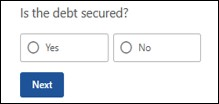 Is the debt secured?
Yes
No
Next